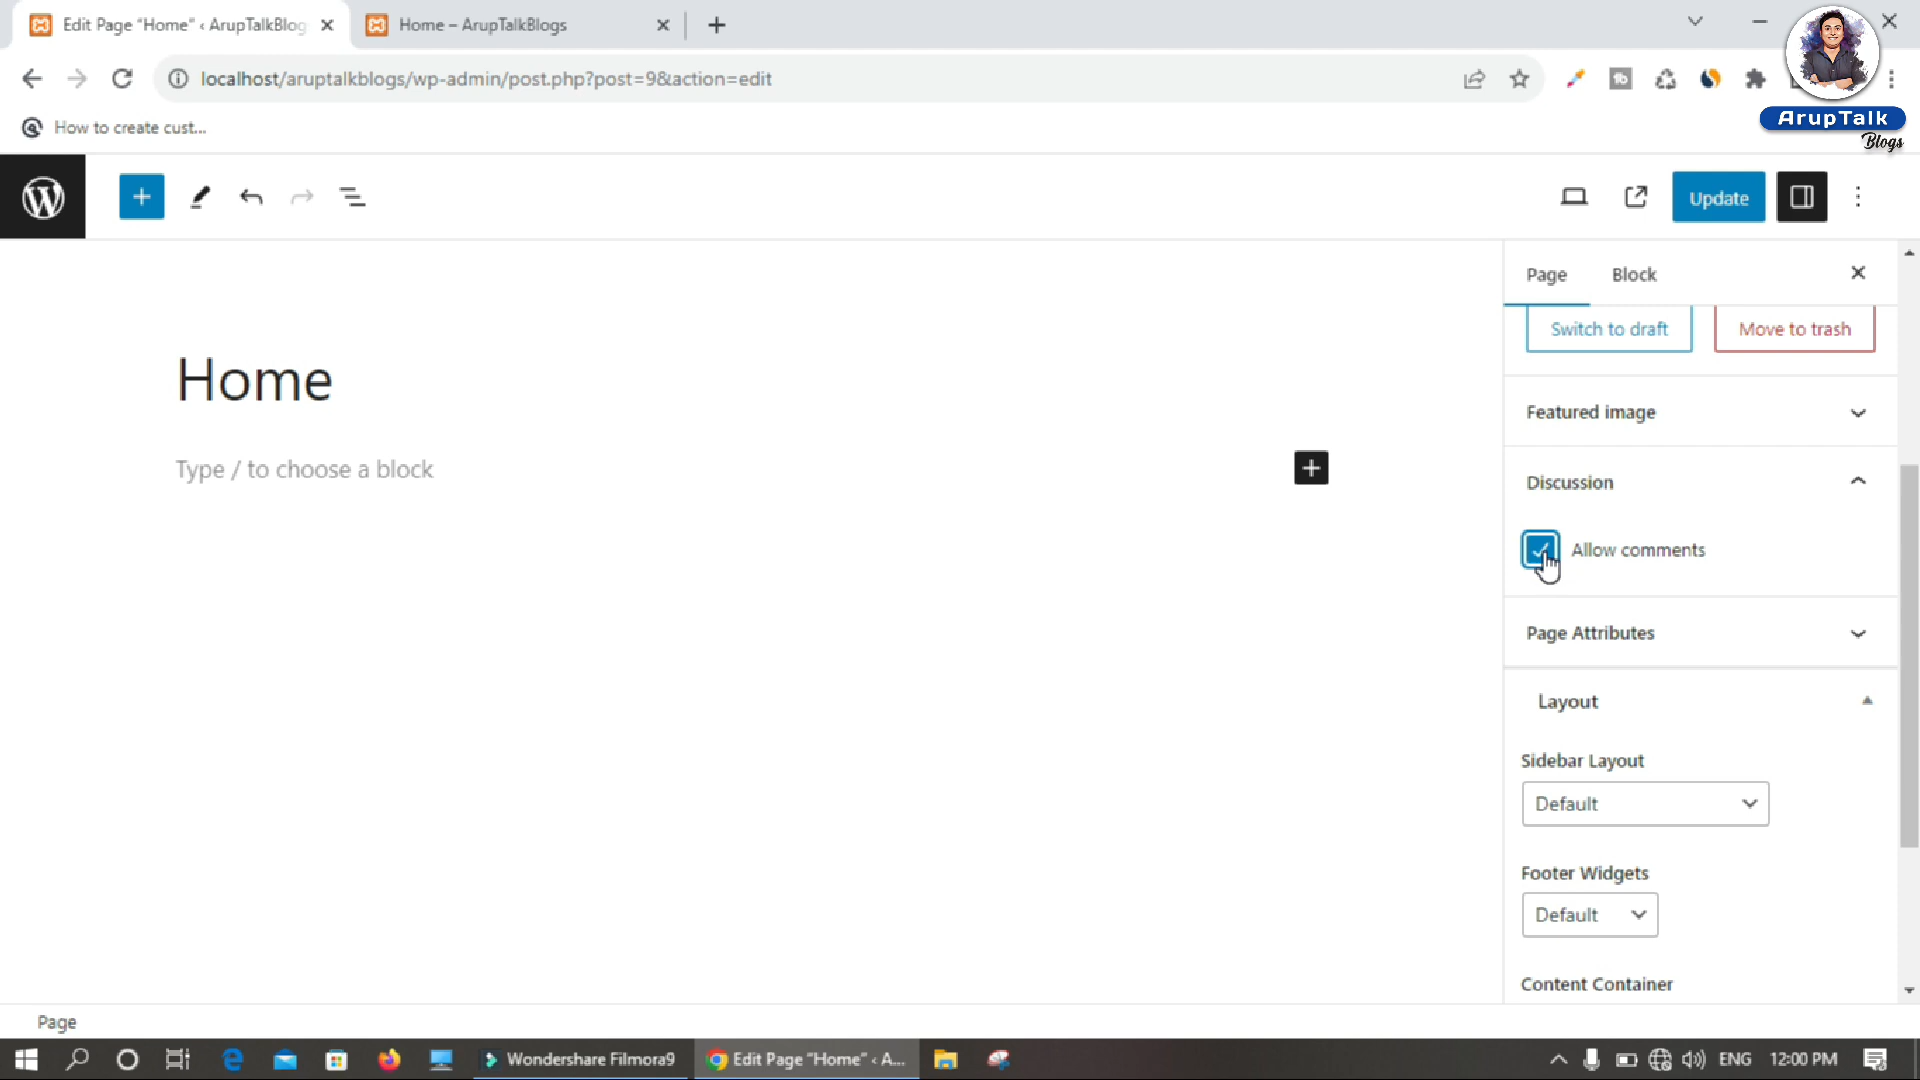 Edit Page "Home" ‹ ArupTalkBlog
Home – ArupTalkBlogs
localhost/aruptalkblogs/wp-admin/post.php?post=9&action=edit
How to create cust...
ArupTalk
Blogs
Update
Page
Block
Switch to draft
Move to trash
Home
Featured image
Type / to choose a block
Discussion
Allow comments
Page Attributes
Layout
Sidebar Layout
Default
Footer Widgets
Default
Content Container
Page
Wondershare Filmora9
Edit Page "Home" ‹ A...
ENG
12:00 PM